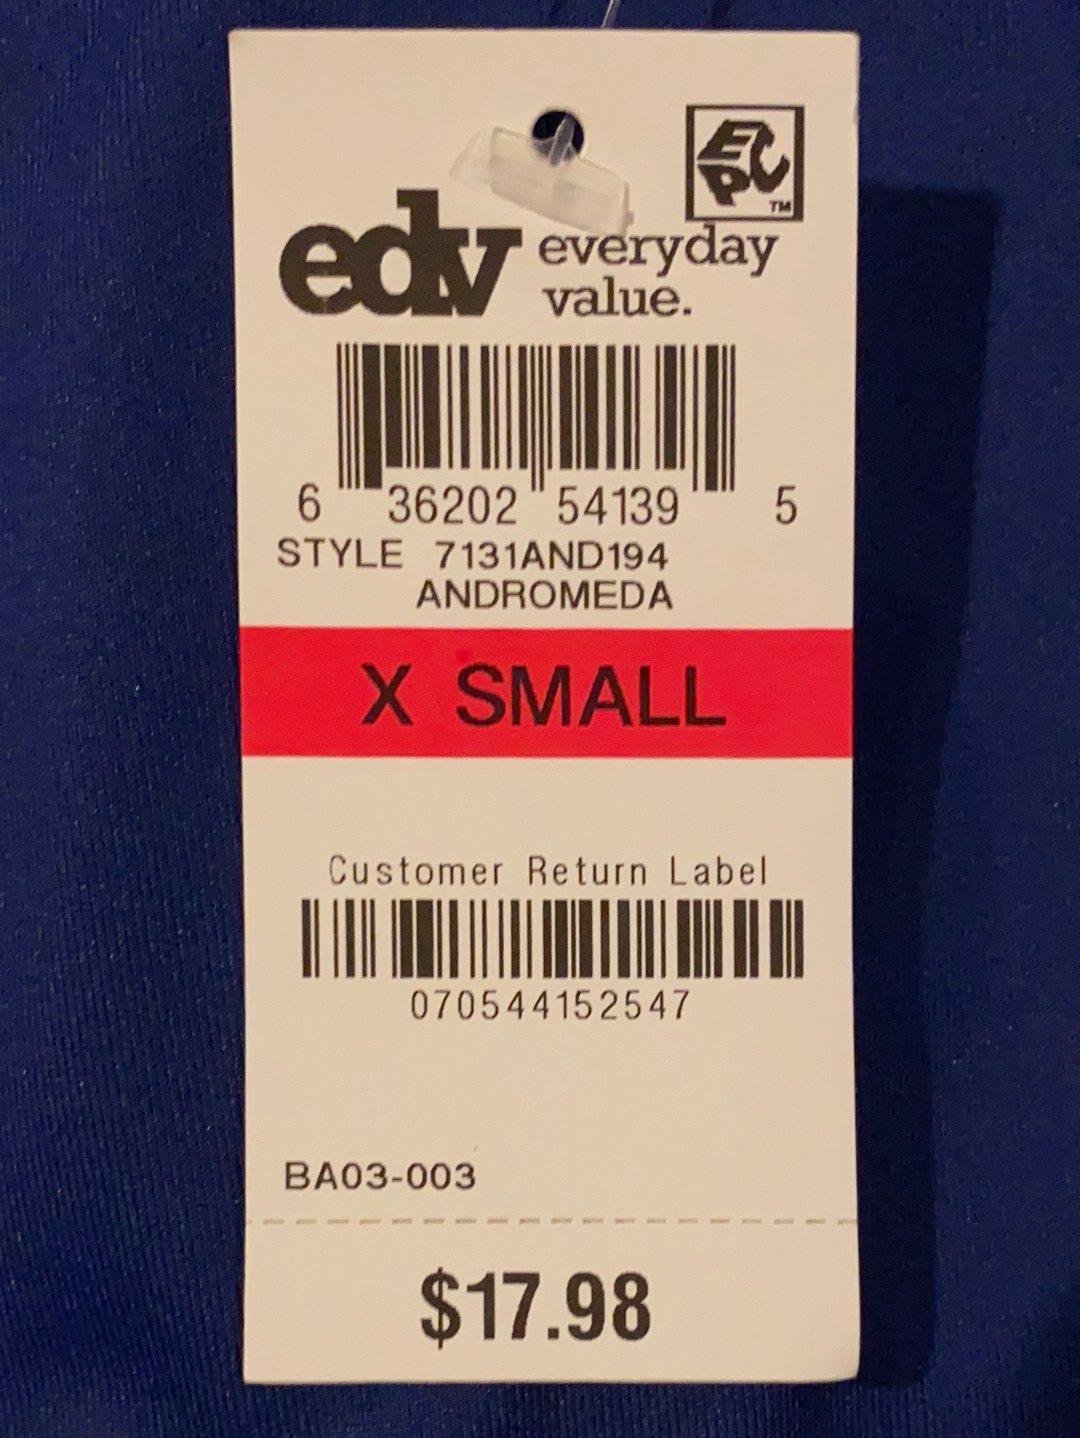 EPC
TM
edv everyday
value.
6 36202 54139 5
STYLE 7131AND194
ANDROMEDA
X SMALL
Customer Return Label
070544152547
BA03-003
$17.98